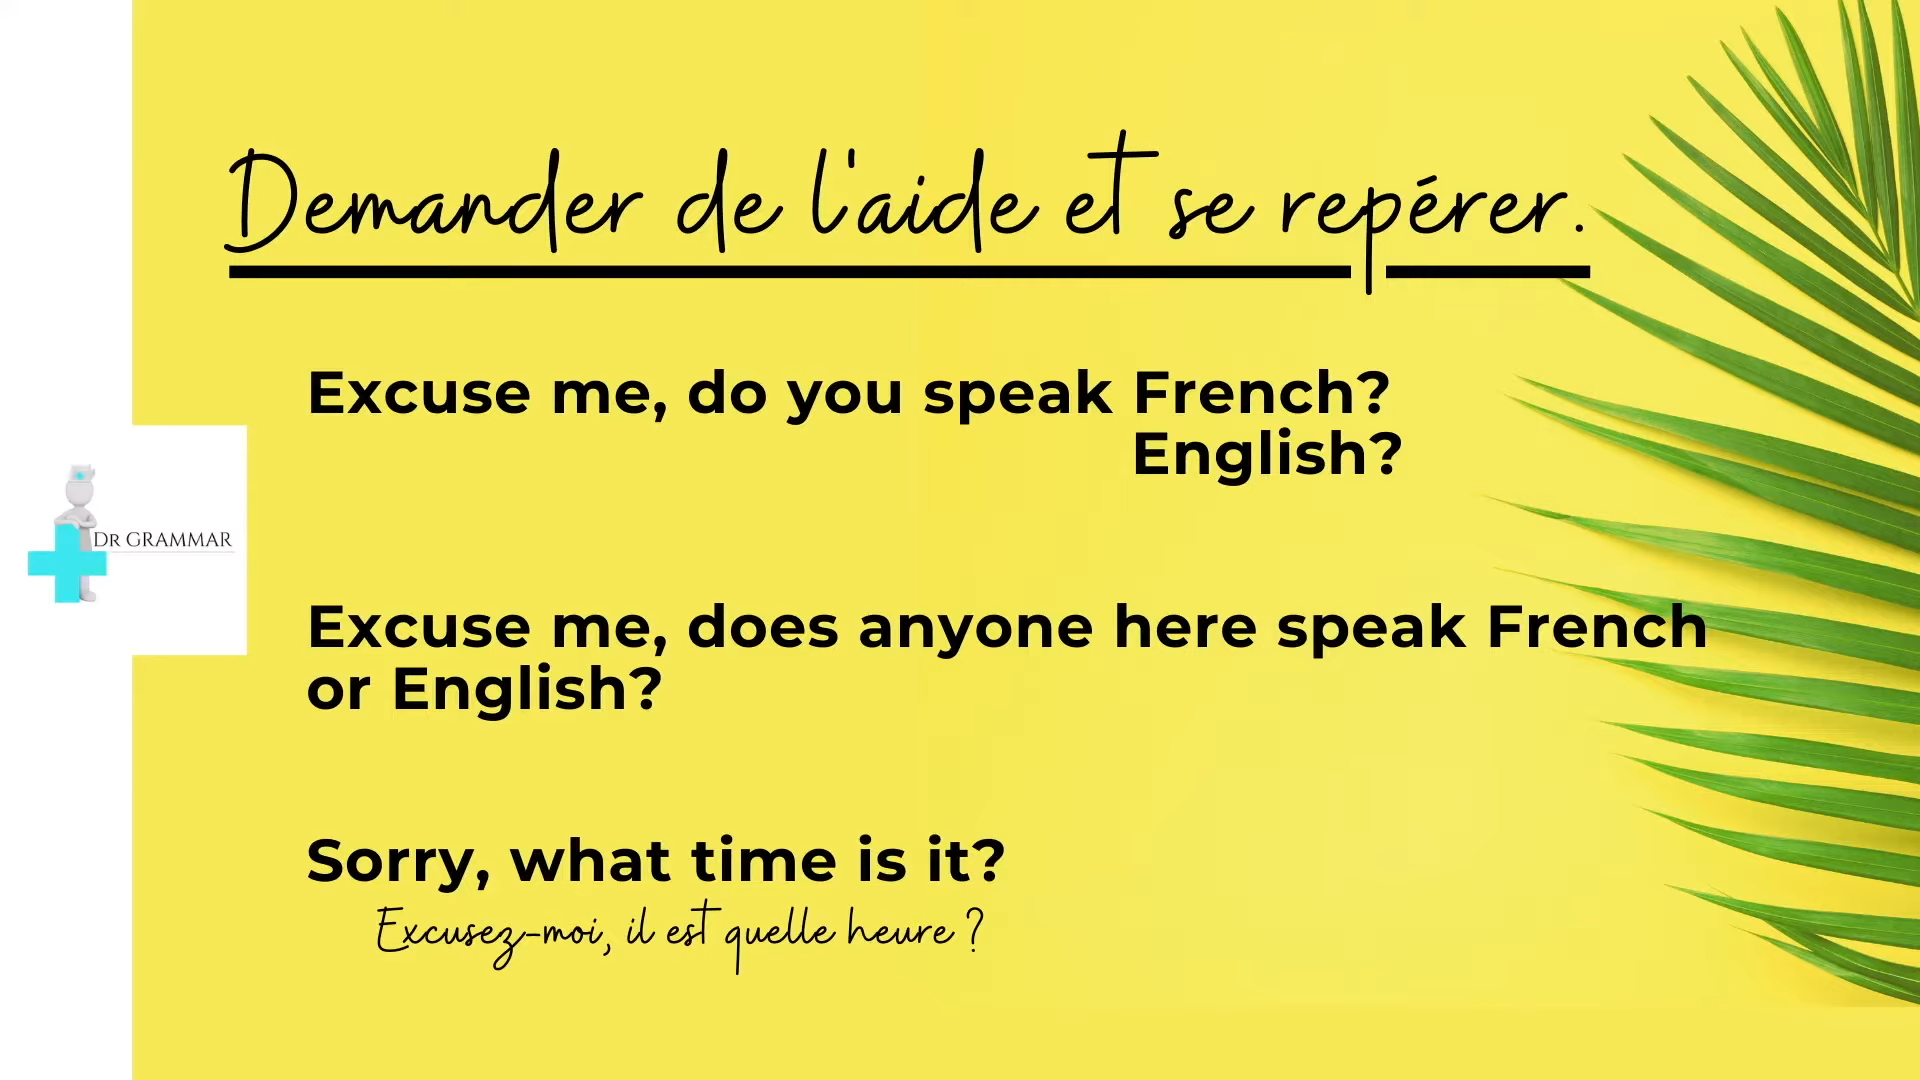 Demander de l'aide et se repérer.
Excuse me, do you speak French?
English?
DR GRAMMAR
Excuse me, does anyone here speak French
or English?
Sorry, what time is it?
Excusez-moi, il est quelle heure ?